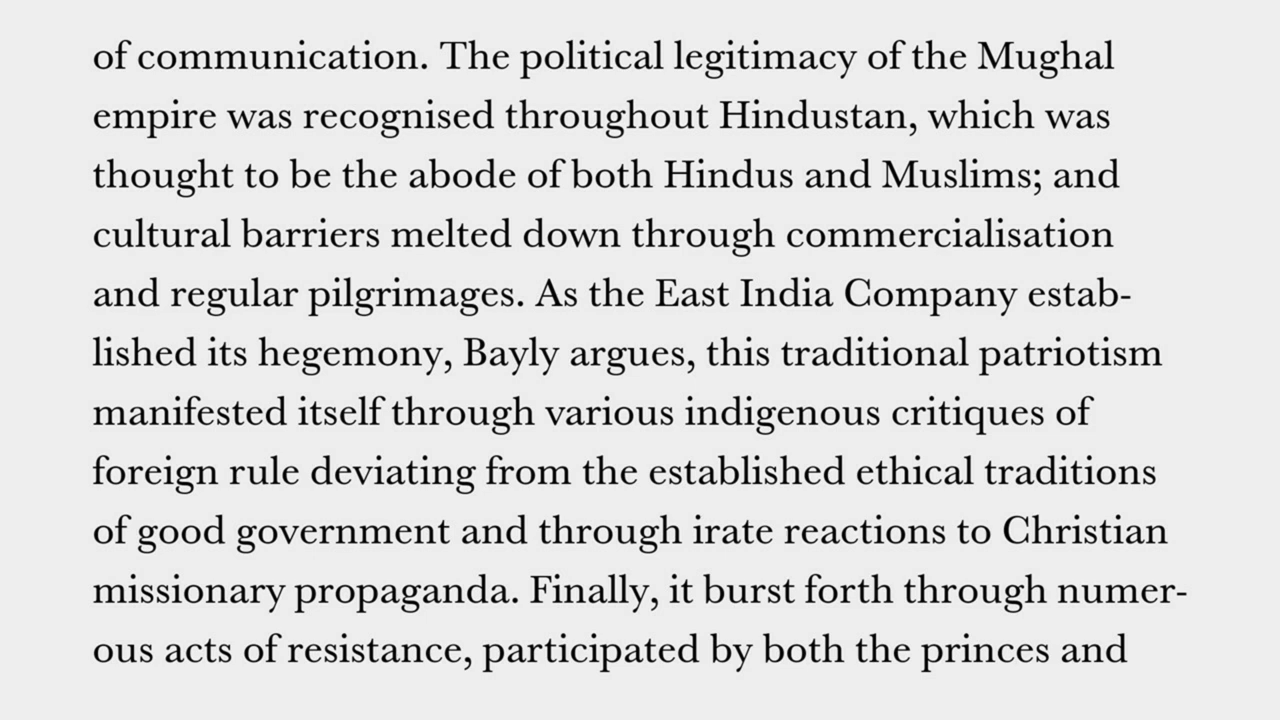 of communication. The political legitimacy of the Mughal
empire was recognised throughout Hindustan, which was
thought to be the abode of both Hindus and Muslims; and
cultural barriers melted down through commercialisation
and regular pilgrimages. As the East India Company estab-
lished its hegemony, Bayly argues, this traditional patriotism
manifested itself through various indigenous critiques of
foreign rule deviating from the established ethical traditions
of good government and through irate reactions to Christian
missionary propaganda. Finally, it burst forth through numer-
ous acts of resistance, participated by both the princes and